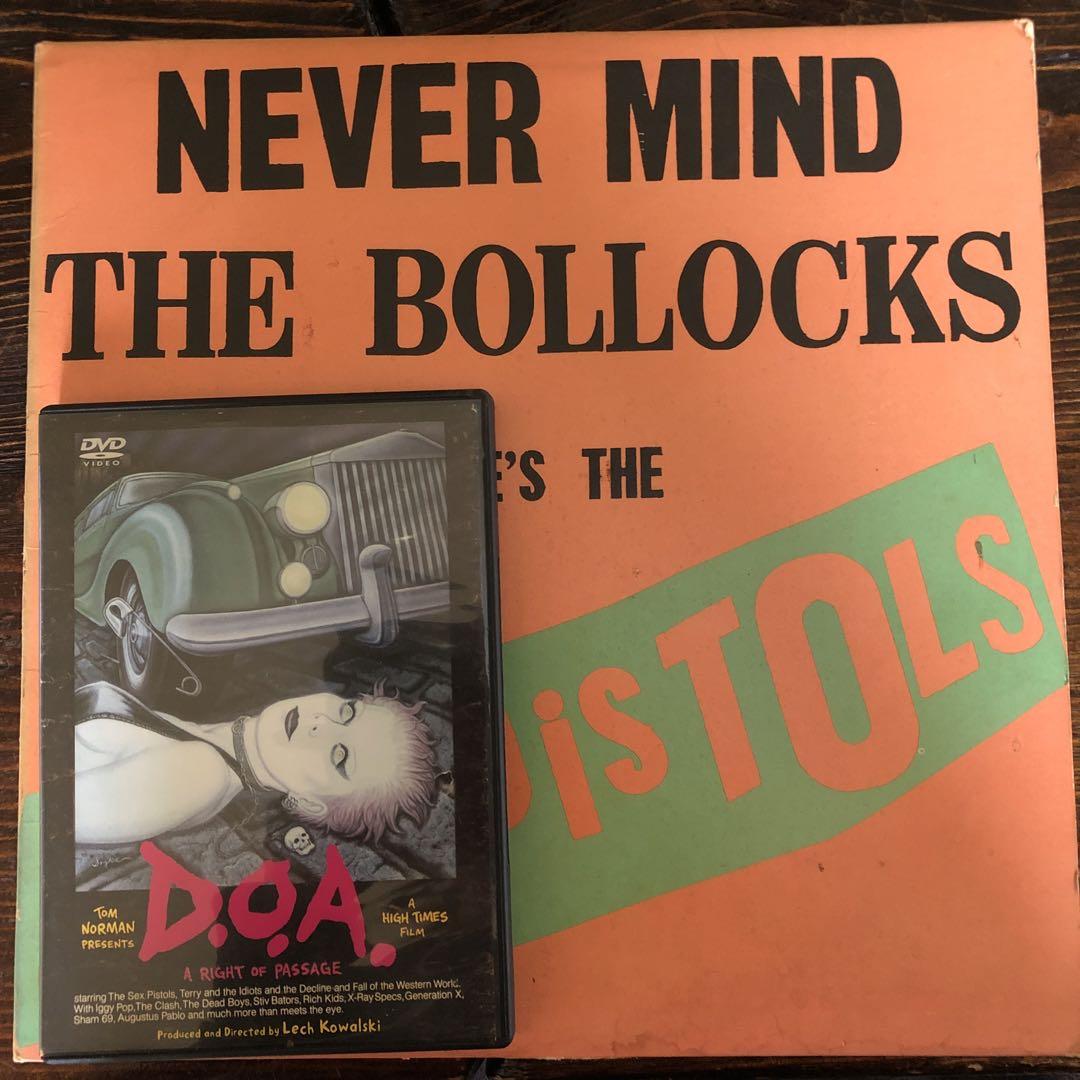 NEVER MIND
THE BOLLOCKS
E'S THE
PiSTOLS
DVD
VIDEO
D.O.A.
TOM
NORMAN
PRESENTS
A
HIGH TIMES
FILM
A RIGHT OF PASSAGE
starring The Sex Pistols, Terry and the Idiots and the Decline and Fall of the Western World.
With Iggy Pop, The Clash, The Dead Boys, Stiv Bators, Rich Kids, X-Ray Specs, Generation X,
Sham 69, Augustus Pablo and much more than meets the eye.
Produced and Directed by Lech Kowalski